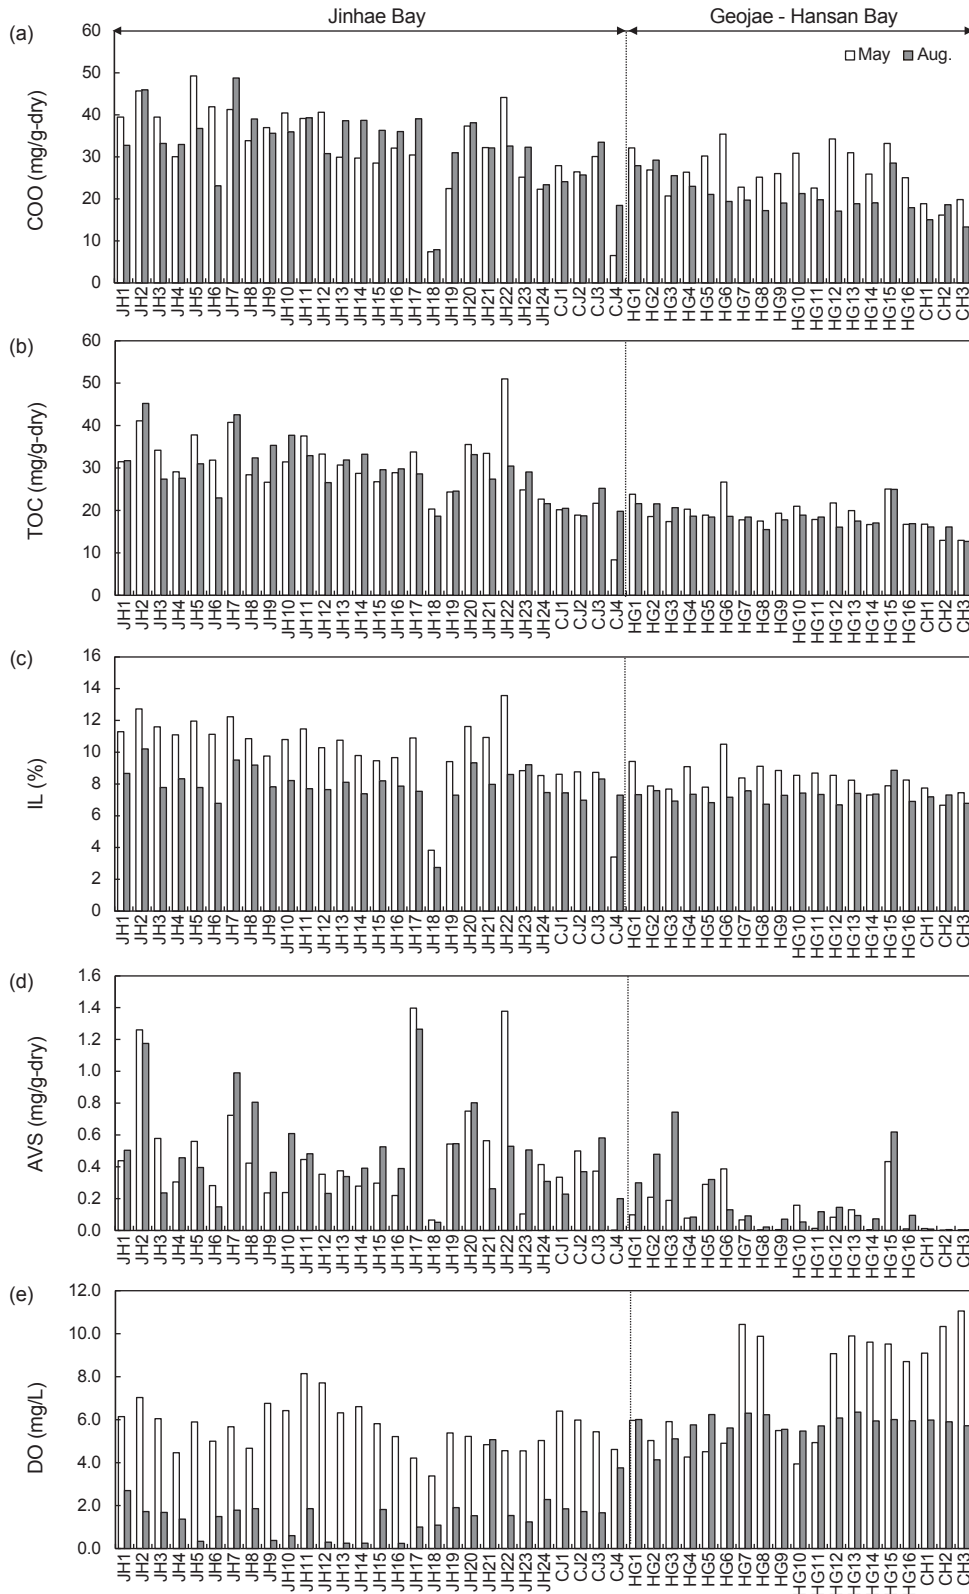 Jinhae Bay Geojae - Hansan Bay
(a)
May Aug.
COO (mg/g-dry)
60
50
40
30
20
10
0
JH1 JH2 JH3 JH4 JH5 JH6 JH7 JH8 JH9 JH10 JH11 JH12 JH13 JH14 JH15 JH16 JH17 JH18 JH19 JH20 JH21 JH22 JH23 JH24 CJ1 CJ2 CJ3 CJ4 HG1 HG2 HG3 HG4 HG5 HG6 HG7 HG8 HG9 HG10 HG11 HG12 HG13 HG14 HG15 HG16 CH1 CH2 CH3
(b)
TOC (mg/g-dry)
60
50
40
30
20
10
0
JH1 JH2 JH3 JH4 JH5 JH6 JH7 JH8 JH9 JH10 JH11 JH12 JH13 JH14 JH15 JH16 JH17 JH18 JH19 JH20 JH21 JH22 JH23 JH24 CJ1 CJ2 CJ3 CJ4 HG1 HG2 HG3 HG4 HG5 HG6 HG7 HG8 HG9 HG10 HG11 HG12 HG13 HG14 HG15 HG16 CH1 CH2 CH3
(c)
IL (%)
16
14
12
10
8
6
4
2
0
JH1 JH2 JH3 JH4 JH5 JH6 JH7 JH8 JH9 JH10 JH11 JH12 JH13 JH14 JH15 JH16 JH17 JH18 JH19 JH20 JH21 JH22 JH23 JH24 CJ1 CJ2 CJ3 CJ4 HG1 HG2 HG3 HG4 HG5 HG6 HG7 HG8 HG9 HG10 HG11 HG12 HG13 HG14 HG15 HG16 CH1 CH2 CH3
(d)
AVS (mg/g-dry)
1.6
1.4
1.2
1.0
0.8
0.6
0.4
0.2
0.0
JH1 JH2 JH3 JH4 JH5 JH6 JH7 JH8 JH9 JH10 JH11 JH12 JH13 JH14 JH15 JH16 JH17 JH18 JH19 JH20 JH21 JH22 JH23 JH24 CJ1 CJ2 CJ3 CJ4 HG1 HG2 HG3 HG4 HG5 HG6 HG7 HG8 HG9 HG10 HG11 HG12 HG13 HG14 HG15 HG16 CH1 CH2 CH3
(e)
DO (mg/L)
12.0
10.0
8.0
6.0
4.0
2.0
0.0
JH1 JH2 JH3 JH4 JH5 JH6 JH7 JH8 JH9 JH10 JH11 JH12 JH13 JH14 JH15 JH16 JH17 JH18 JH19 JH20 JH21 JH22 JH23 JH24 CJ1 CJ2 CJ3 CJ4 HG1 HG2 HG3 HG4 HG5 HG6 HG7 HG8 HG9 HG10 HG11 HG12 HG13 HG14 HG15 HG16 CH1 CH2 CH3